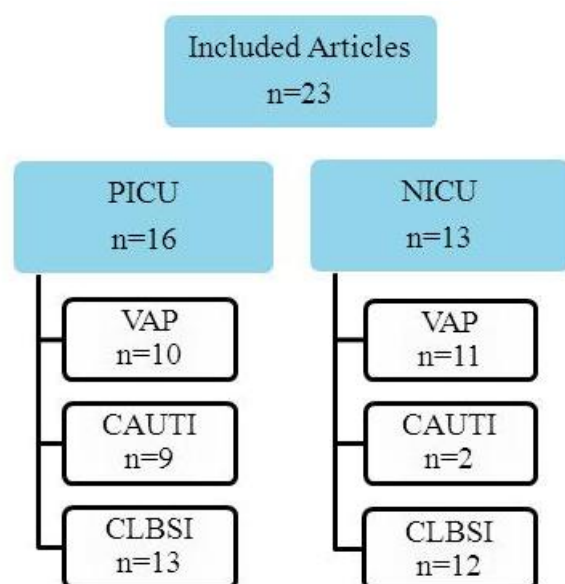 Included Articles
n=23
PICU
n=16
VAP
n=10
CAUTI
n=9
CLBSI
n=13
NICU
n=13
VAP
n=11
CAUTI
n=2
CLBSI
n=12